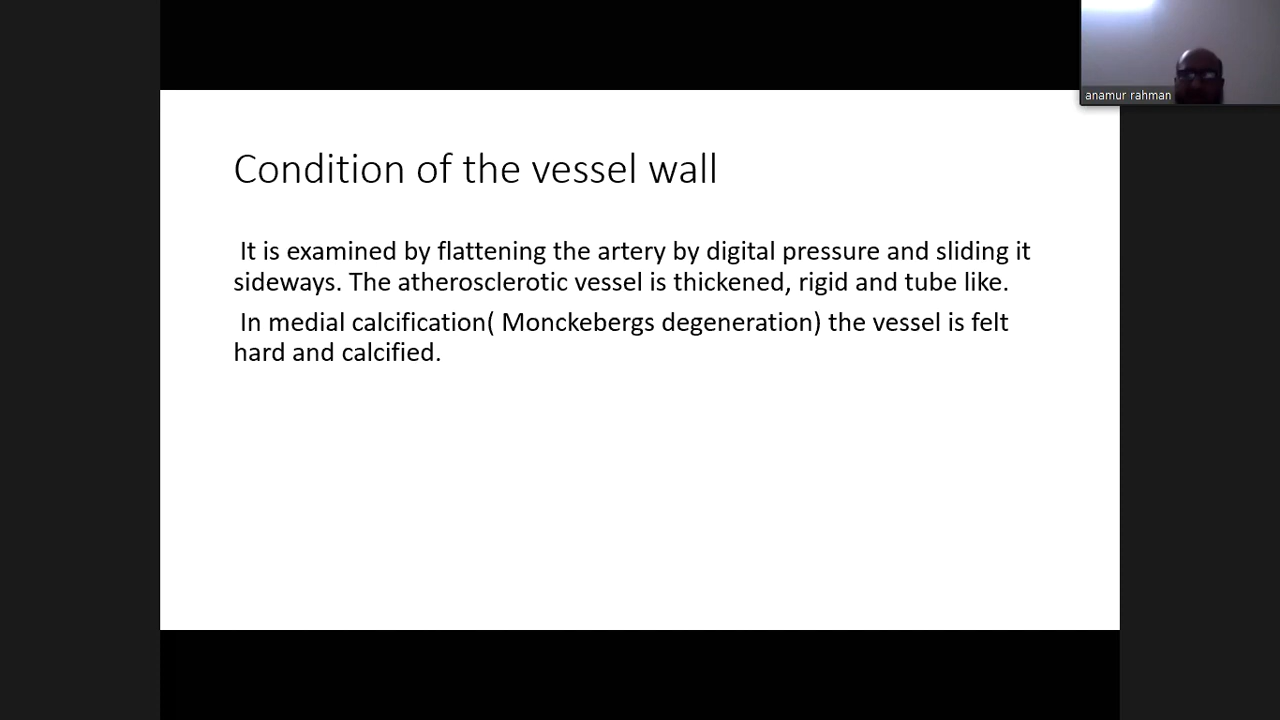 anamur rahman
Condition of the vessel wall
It is examined by flattening the artery by digital pressure and sliding it
sideways. The atherosclerotic vessel is thickened, rigid and tube like.
In medial calcification( Monckebergs degeneration) the vessel is felt
hard and calcified.